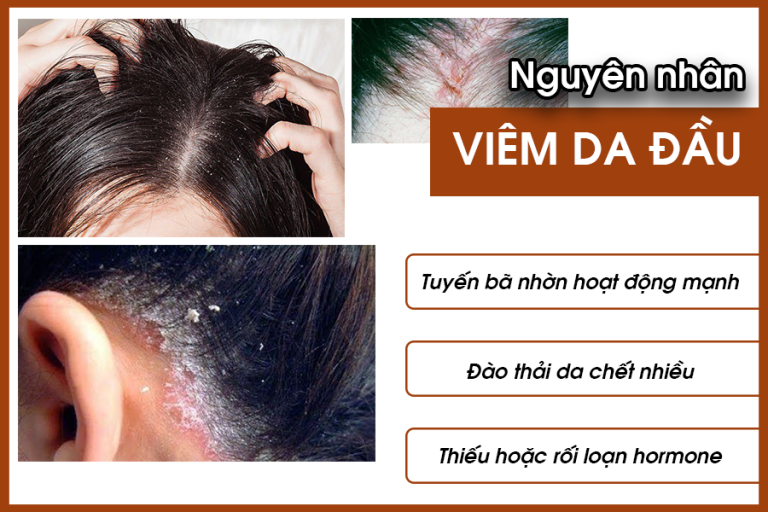 Nguyên nhân
VIÊM DA ĐẦU
Tuyến bã nhờn hoạt động mạnh
Đào thải da chết nhiều
Thiếu hoặc rối loạn hormone